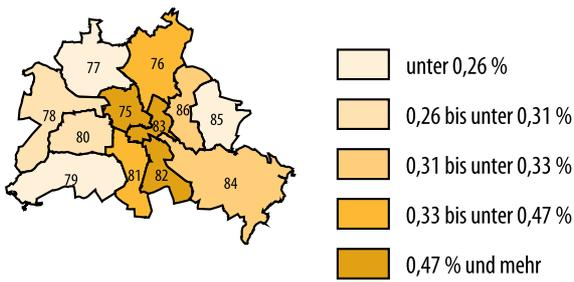 76
77
75
86
78
83
85
80
79
81
82
84
unter 0,26 %
0,26 bis unter 0,31 %
0,31 bis unter 0,33 %
0,33 bis unter 0,47 %
0,47 % und mehr